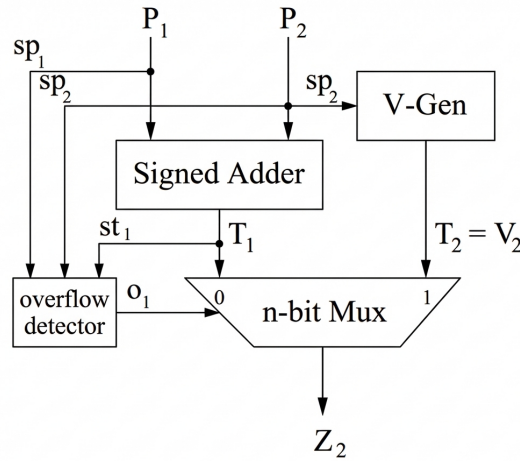 P₁ P₂
sp₁
sp₂ sp₂
V-Gen
Signed Adder
st₁ T₁ T₂ = V₂
overflow
detector
o₁ 0 n-bit Mux 1
Z₂